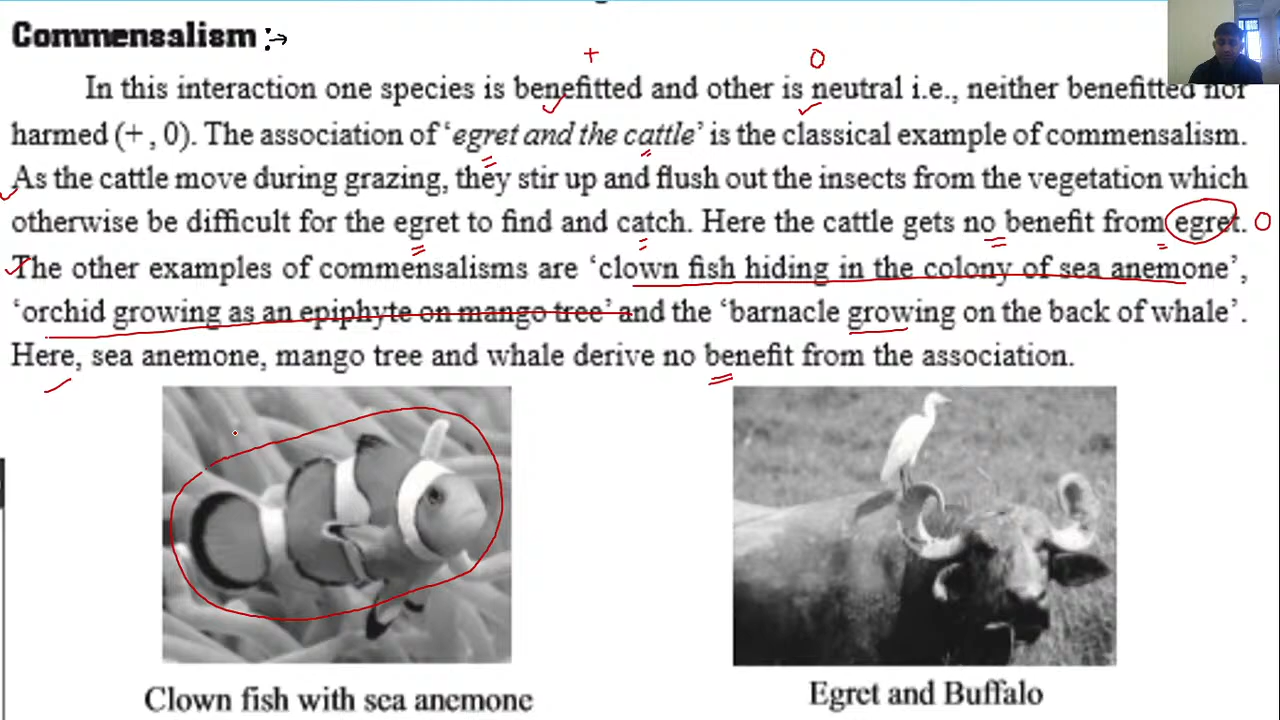 Commensalism :→
+ 0
In this interaction one species is benefitted and other is neutral i.e., neither benefitted nor
harmed (+ , 0). The association of ‘egret and the cattle’ is the classical example of commensalism.
As the cattle move during grazing, they stir up and flush out the insects from the vegetation which
otherwise be difficult for the egret to find and catch. Here the cattle gets no benefit from egret. 0
The other examples of commensalisms are ‘clown fish hiding in the colony of sea anemone’,
‘orchid growing as an epiphyte on mango tree’ and the ‘barnacle growing on the back of whale’.
Here, sea anemone, mango tree and whale derive no benefit from the association.
Clown fish with sea anemone
Egret and Buffalo